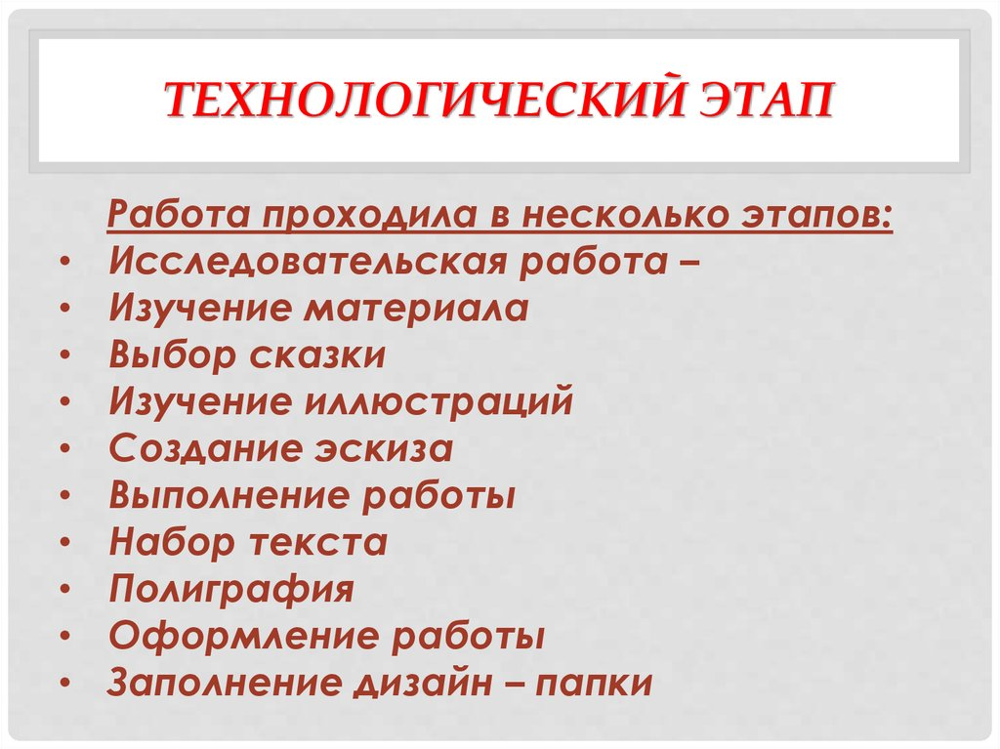 ТЕХНОЛОГИЧЕСКИЙ ЭТАП
Работа проходила в несколько этапов:
• Исследовательская работа –
• Изучение материала
• Выбор сказки
• Изучение иллюстраций
• Создание эскиза
• Выполнение работы
• Набор текста
• Полиграфия
• Оформление работы
• Заполнение дизайн – папки